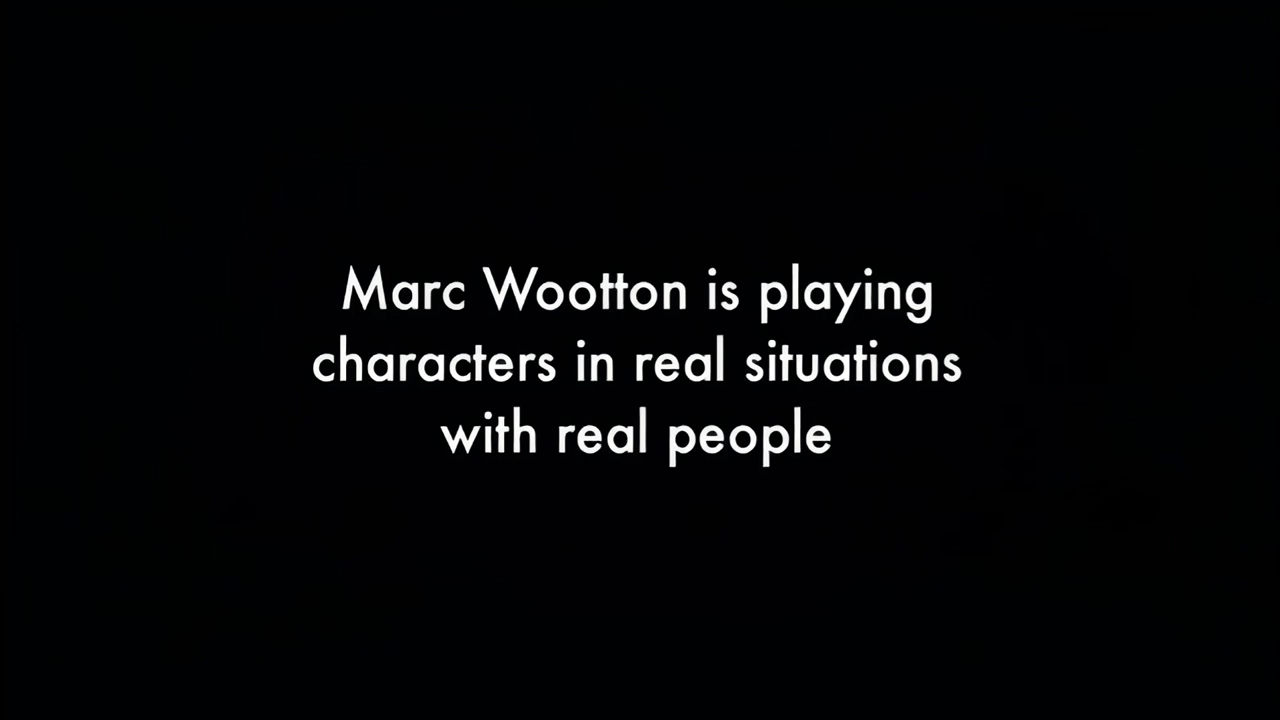 Marc Wootton is playing
characters in real situations
with real people